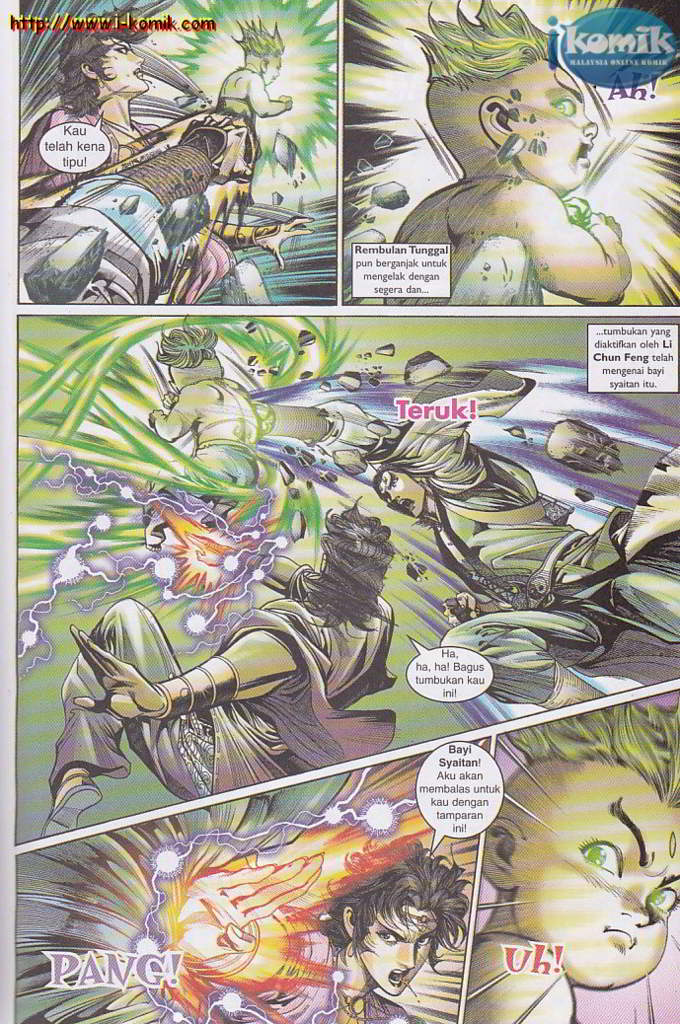 http://www.i-komik.com
ikomik
MALAYSIA ONLINE KOMIK
Kau
telah kena
tipu!
Ah!
Rembulan Tunggal
pun berganjak untuk
mengelak dengan
segera dan...
...tumbukan yang
diaktifkan oleh Li
Chun Feng telah
mengenai bayi
syaitan itu.
Teruk!
Ha,
ha, ha! Bagus
tumbukan kau
ini!
Bayi
Syaitan!
Aku akan
membalas untuk
kau dengan
tamparan
ini!
PANG!
Uh!